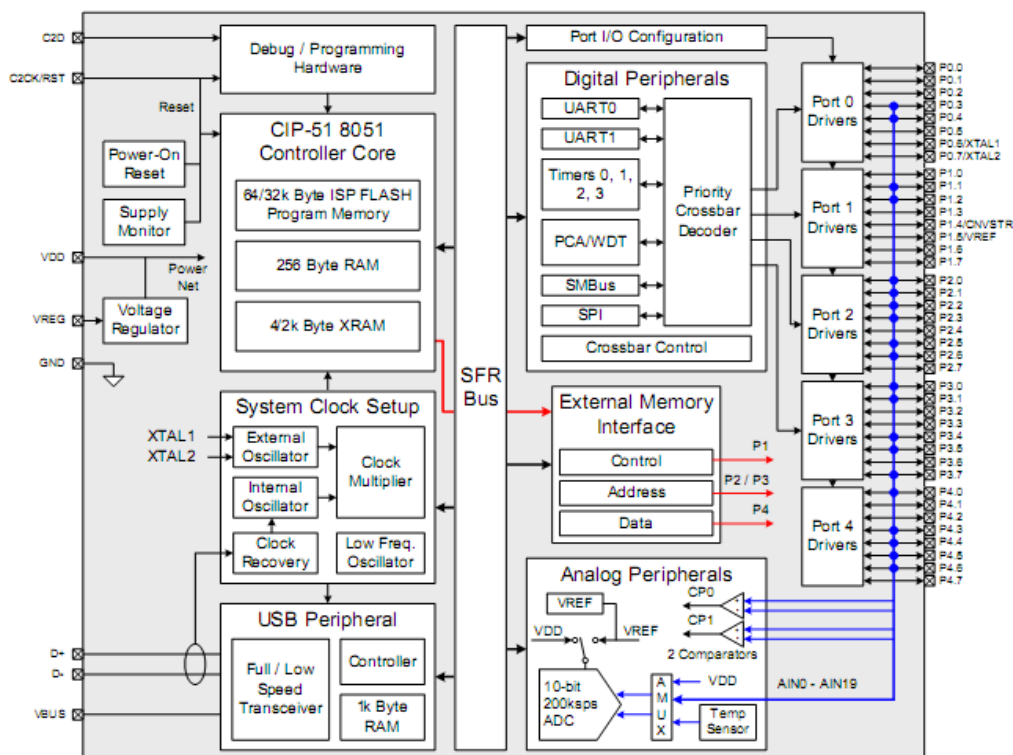 C2D
C2CK/RST
Debug / Programming
Hardware
Reset
Power-On
Reset
Supply
Monitor
VDD
Power
Net
VREG
Voltage
Regulator
GND
CIP-51 8051
Controller Core
64/32k Byte ISP FLASH
Program Memory
256 Byte RAM
4/2k Byte XRAM
System Clock Setup
XTAL1
XTAL2
External
Oscillator
Internal
Oscillator
Clock
Multiplier
Clock
Recovery
Low Freq.
Oscillator
USB Peripheral
D+
D-
VBUS
Full / Low
Speed
Transceiver
Controller
1k Byte
RAM
SFR
Bus
Port I/O Configuration
Digital Peripherals
UART0
UART1
Timers 0, 1,
2, 3
PCA/WDT
SMBus
SPI
Priority
Crossbar
Decoder
Crossbar Control
External Memory
Interface
Control
Address
Data
P1
P2 / P3
P4
Analog Peripherals
VREF
VDD
VREF
CP0
CP1
+
-
+
-
2 Comparators
10-bit
200ksps
ADC
A
M
U
X
VDD
Temp
Sensor
AIN0 - AIN19
Port 0
Drivers
Port 1
Drivers
Port 2
Drivers
Port 3
Drivers
Port 4
Drivers
P0.0
P0.1
P0.2
P0.3
P0.4
P0.5
P0.6/XTAL1
P0.7/XTAL2
P1.0
P1.1
P1.2
P1.3
P1.4/CNVSTR
P1.5/VREF
P1.6
P1.7
P2.0
P2.1
P2.2
P2.3
P2.4
P2.5
P2.6
P2.7
P3.0
P3.1
P3.2
P3.3
P3.4
P3.5
P3.6
P3.7
P4.0
P4.1
P4.2
P4.3
P4.4
P4.5
P4.6
P4.7